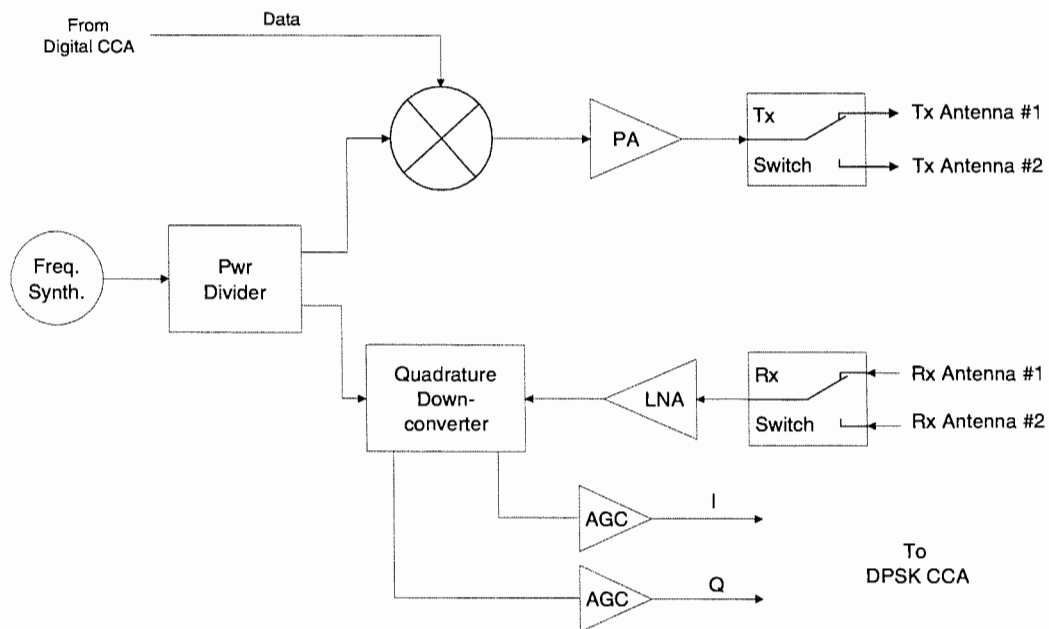 From
Digital CCA
Data
PA
Tx
Switch
Tx Antenna #1
Tx Antenna #2
Freq.
Synth.
Pwr
Divider
Quadrature
Down-
converter
LNA
Rx
Switch
Rx Antenna #1
Rx Antenna #2
AGC
I
AGC
Q
To
DPSK CCA